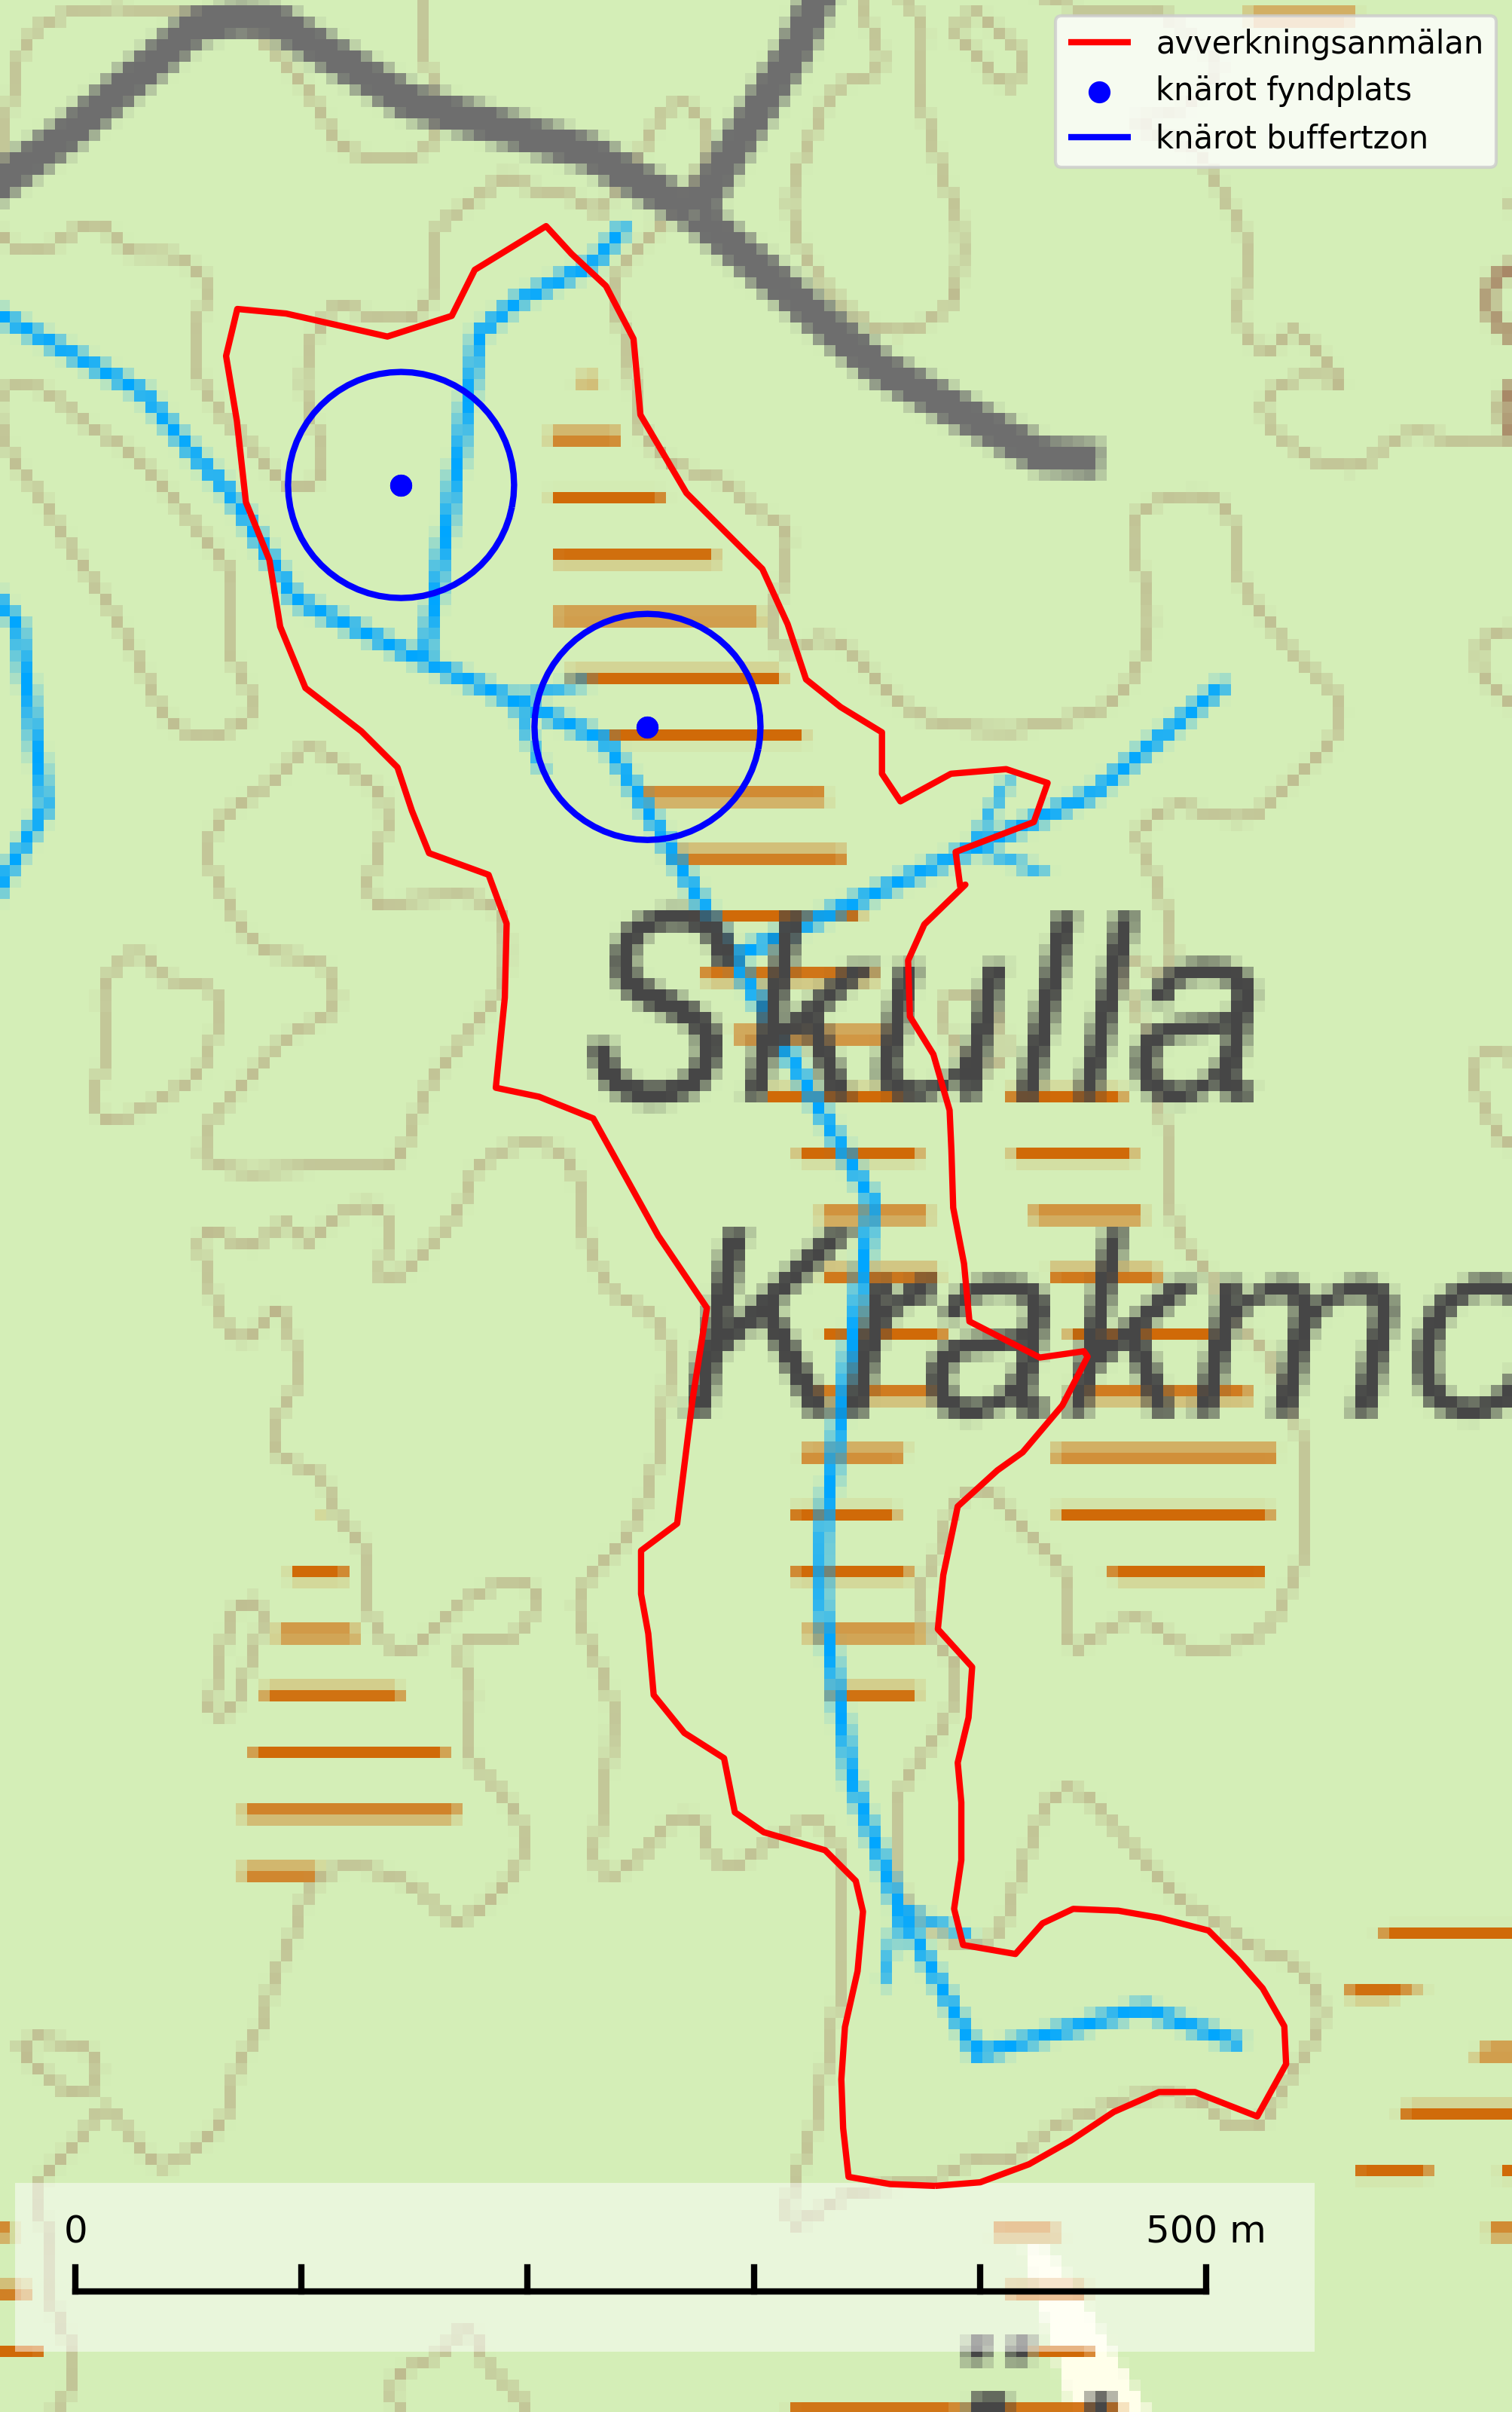 avverkningsanmälan
knärot fyndplats
knärot buffertzon
Skulla
0
500 m